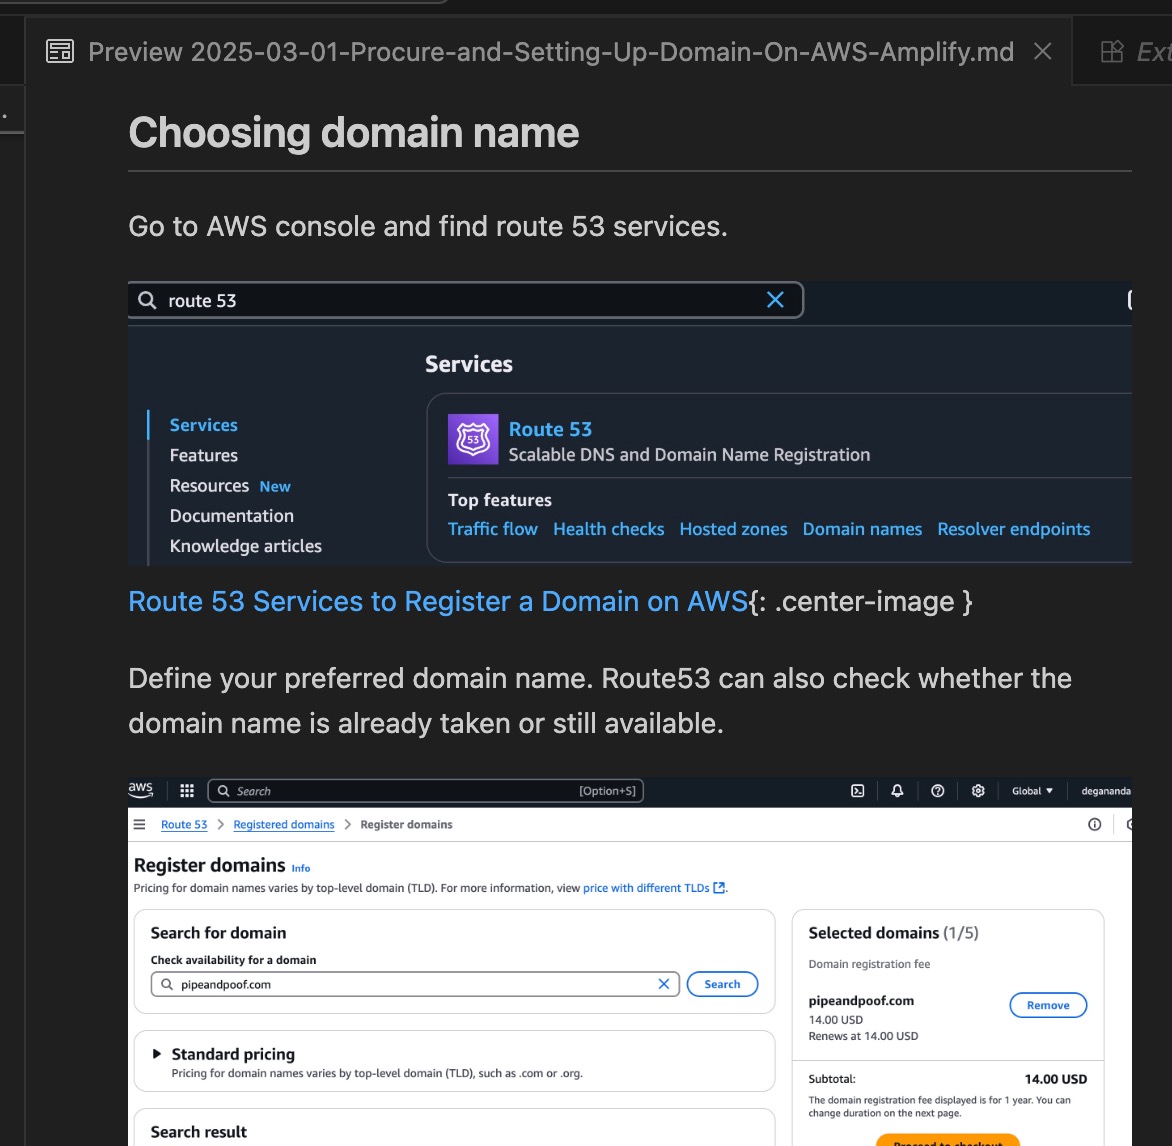 Preview 2025-03-01-Procure-and-Setting-Up-Domain-On-AWS-Amplify.md
Choosing domain name
Go to AWS console and find route 53 services.
route 53
Services
Services
Features
Resources New
Documentation
Knowledge articles
53
Route 53
Scalable DNS and Domain Name Registration
Top features
Traffic flow Health checks Hosted zones Domain names Resolver endpoints
Route 53 Services to Register a Domain on AWS{: .center-image }
Define your preferred domain name. Route53 can also check whether the
domain name is already taken or still available.
aws Search [Option+S] Global degananda
Route 53 Registered domains Register domains
Register domains Info
Pricing for domain names varies by top-level domain (TLD). For more information, view price with different TLDs.
Search for domain
Check availability for a domain
pipeandpoof.com Search
Standard pricing
Pricing for domain names varies by top-level domain (TLD), such as .com or .org.
Search result
Selected domains (1/5)
Domain registration fee
pipeandpoof.com Remove
14.00 USD
Renews at 14.00 USD
Subtotal: 14.00 USD
The domain registration fee displayed is for 1 year. You can
change duration on the next page.
Proceed to checkout